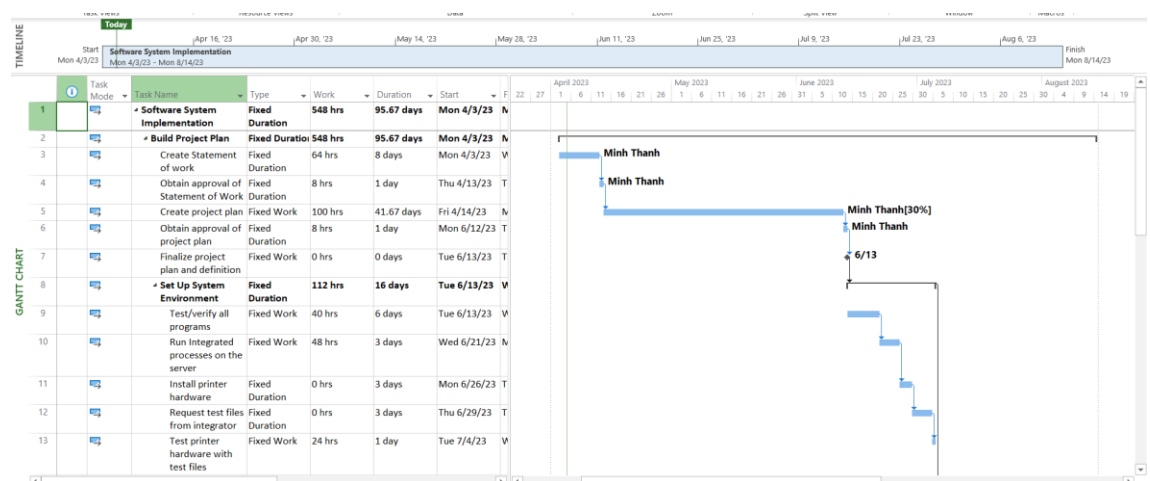 Task Views Resource Views Data Zoom Split View Window Macros
TIMELINE
Today
Apr 16, '23 Apr 30, '23 May 14, '23 May 28, '23 Jun 11, '23 Jun 25, '23 Jul 9, '23 Jul 23, '23 Aug 6, '23
Start
Mon 4/3/23
Software System Implementation
Mon 4/3/23 - Mon 8/14/23
Finish
Mon 8/14/23
GANTT CHART
Task Mode Task Name Type Work Duration Start F
1 Software System Implementation Fixed Duration 548 hrs 95.67 days Mon 4/3/23 M
2 Build Project Plan Fixed Duratio 548 hrs 95.67 days Mon 4/3/23 M
3 Create Statement of work Fixed Duration 64 hrs 8 days Mon 4/3/23 W
4 Obtain approval of Statement of Work Fixed Duration 8 hrs 1 day Thu 4/13/23 T
5 Create project plan Fixed Work 100 hrs 41.67 days Fri 4/14/23 M
6 Obtain approval of project plan Fixed Duration 8 hrs 1 day Mon 6/12/23 T
7 Finalize project plan and definition Fixed Work 0 hrs 0 days Tue 6/13/23 T
8 Set Up System Environment Fixed Duration 112 hrs 16 days Tue 6/13/23 W
9 Test/verify all programs Fixed Work 40 hrs 6 days Tue 6/13/23 W
10 Run Integrated processes on the server Fixed Work 48 hrs 3 days Wed 6/21/23 M
11 Install printer hardware Fixed Duration 0 hrs 3 days Mon 6/26/23 T
12 Request test files from integrator Fixed Duration 0 hrs 3 days Thu 6/29/23 T
13 Test printer hardware with test files Fixed Work 24 hrs 1 day Tue 7/4/23 W
April 2023 May 2023 June 2023 July 2023 August 2023
22 27 1 6 11 16 21 26 1 6 11 16 21 26 31 5 10 15 20 25 30 5 10 15 20 25 30 4 9 14 19
Minh Thanh
Minh Thanh
Minh Thanh[30%]
Minh Thanh
6/13